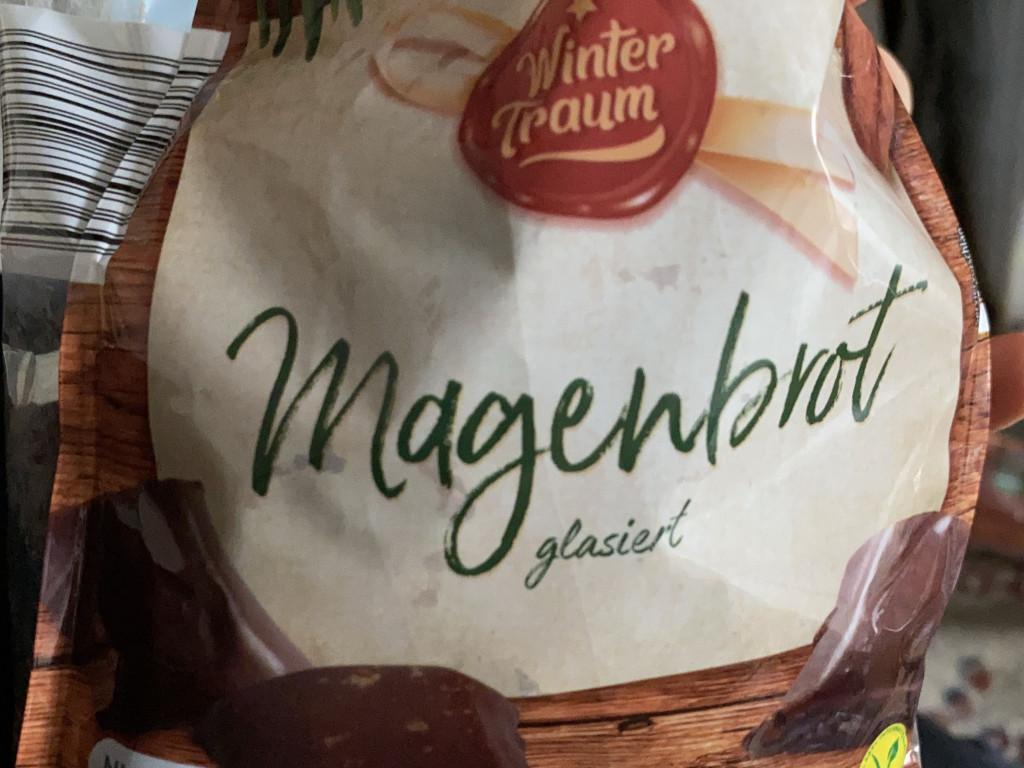 Winter
Traum
Magenbrot
glasiert